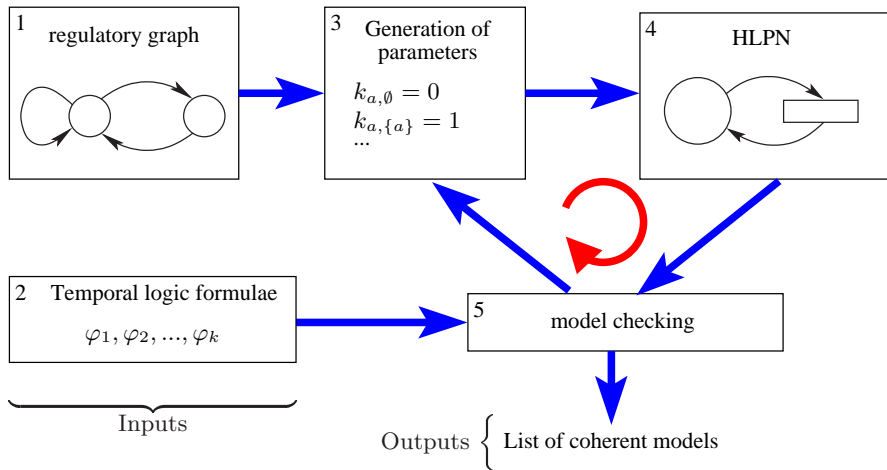 1
regulatory graph
3
Generation of
parameters
k_{a,∅} = 0
k_{a,{a}} = 1
...
4
HLPN
2 Temporal logic formulae
φ₁, φ₂, ..., φₖ
5
model checking
Inputs
Outputs { List of coherent models